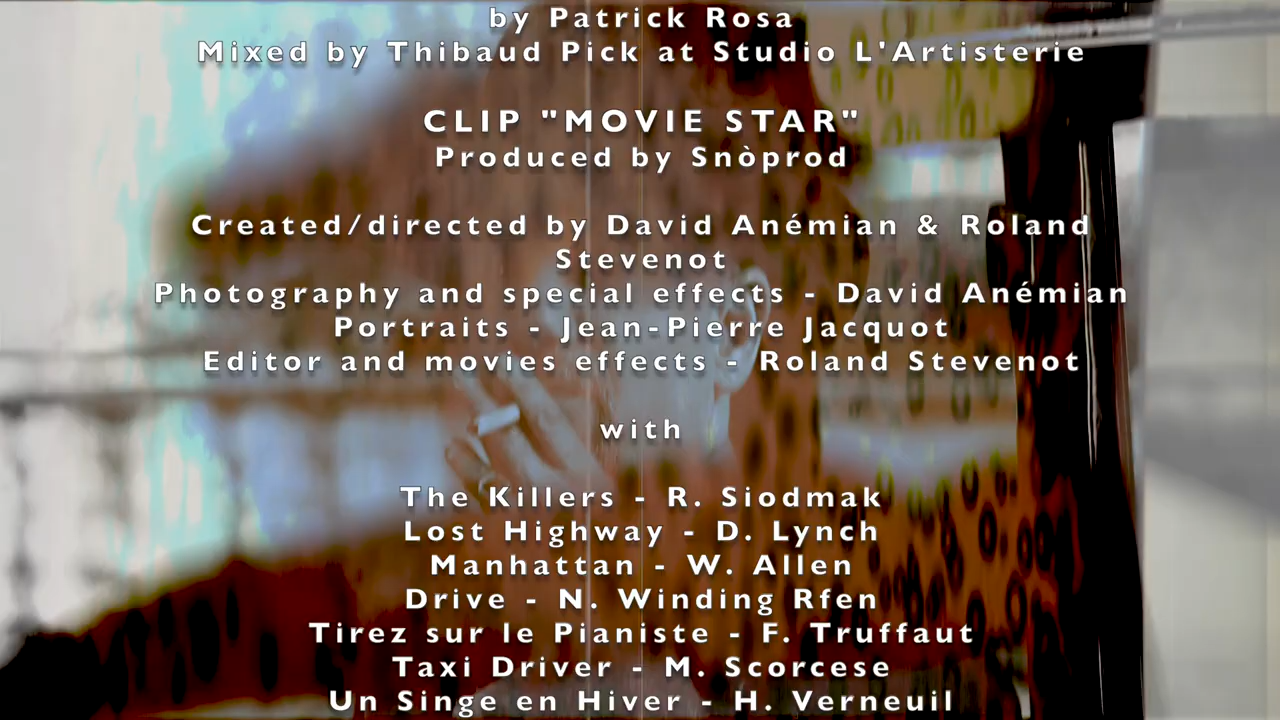 by Patrick Rosa
Mixed by Thibaud Pick at Studio L'Artisterie
CLIP "MOVIE STAR"
Produced by Snòprod
Created/directed by David Anémian & Roland
Stevenot
Photography and special effects - David Anémian
Portraits - Jean-Pierre Jacquot
Editor and movies effects - Roland Stevenot
with
The Killers - R. Siodmak
Lost Highway - D. Lynch
Manhattan - W. Allen
Drive - N. Winding Rfen
Tirez sur le Pianiste - F. Truffaut
Taxi Driver - M. Scorcese
Un Singe en Hiver - H. Verneuil